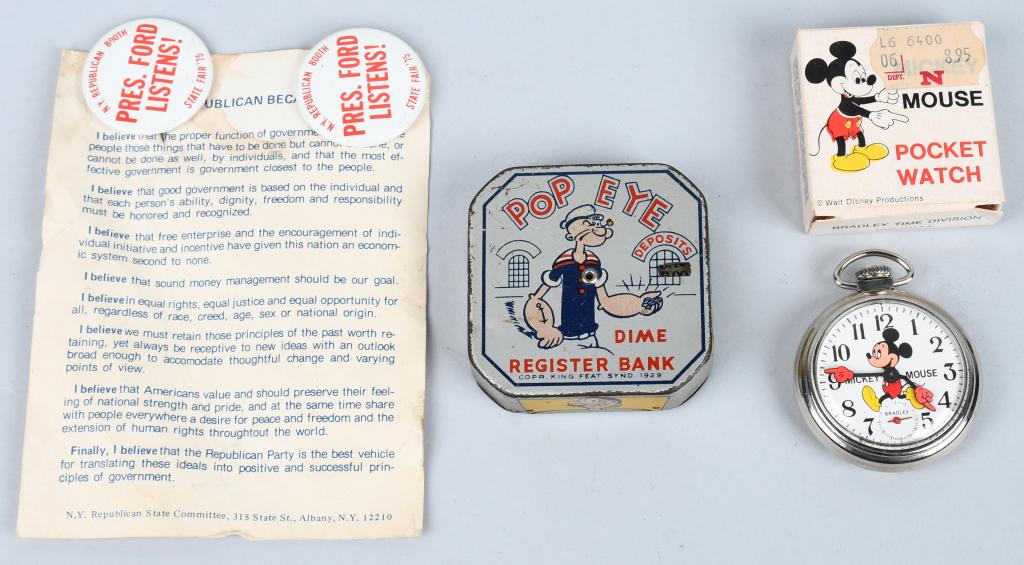 N.Y. REPUBLICAN BOOTH
PRES. FORD
LISTENS!
STATE FAIR '75
N.Y. REPUBLICAN BOOTH
PRES. FORD
LISTENS!
STATE FAIR '75
UBLICAN BECA
I believe that the proper function of government
people those things that have to be done but cannot be done, or
cannot be done as well, by individuals, and that the most ef-
fective government is government closest to the people.
I believe that good government is based on the individual and
that each person's ability, dignity, freedom and responsibility
must be honored and recognized.
I believe that free enterprise and the encouragement of indi-
vidual initiative and incentive have given this nation an econom-
ic system second to none.
I believe that sound money management should be our goal.
I believe in equal rights, equal justice and equal opportunity for
all, regardless of race, creed, age, sex or national origin.
I believe we must retain those principles of the past worth re-
taining, yet always be receptive to new ideas with an outlook
broad enough to accomodate thoughtful change and varying
points of view.
I believe that Americans value and should preserve their feel-
ing of national strength and pride, and at the same time share
with people everywhere a desire for peace and freedom and the
extension of human rights throughtout the world.
Finally, I believe that the Republican Party is the best vehicle
for translating these ideals into positive and successful prin-
ciples of government.
N.Y. Republican State Committee, 315 State St., Albany, N.Y. 12210
POP EYE
DEPOSITS
DIME
REGISTER BANK
COPR. KING FEAT. SYND. 1929
L6 6400
06 8.95
DEPT. N
MICKEY
MOUSE
POCKET
WATCH
© Walt Disney Productions
BRADLEY TIME DIVISION
12
2
3
4
5
7
8
9
10
MICKEY MOUSE
BRADLEY